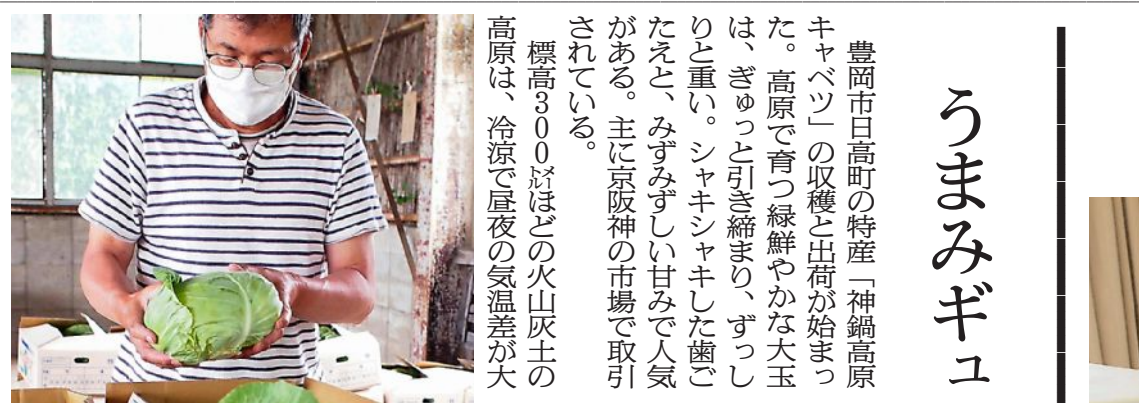 うまみギュ
豊岡市日高町の特産「神鍋高原
キャベツ」の収穫と出荷が始まっ
た。高原で育つ緑鮮やかな大玉
は、ぎゅっと引き締まり、ずっし
りと重い。シャキシャキした歯ご
たえと、みずみずしい甘みで人気
がある。主に京阪神の市場で取引
されている。
標高300㍍ほどの火山灰土の
高原は、冷涼で昼夜の気温差が大